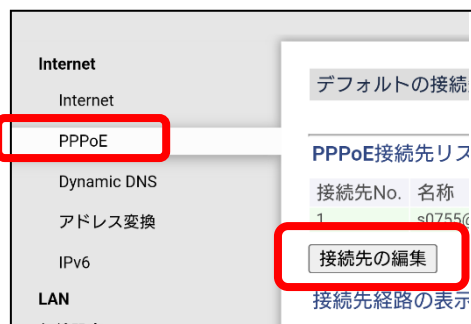 Internet
Internet
PPPoE
Dynamic DNS
アドレス変換
IPv6
LAN
デフォルトの接続
PPPoE接続先リス
接続先No. 名称
1 s0755@
接続先の編集
接続先経路の表示